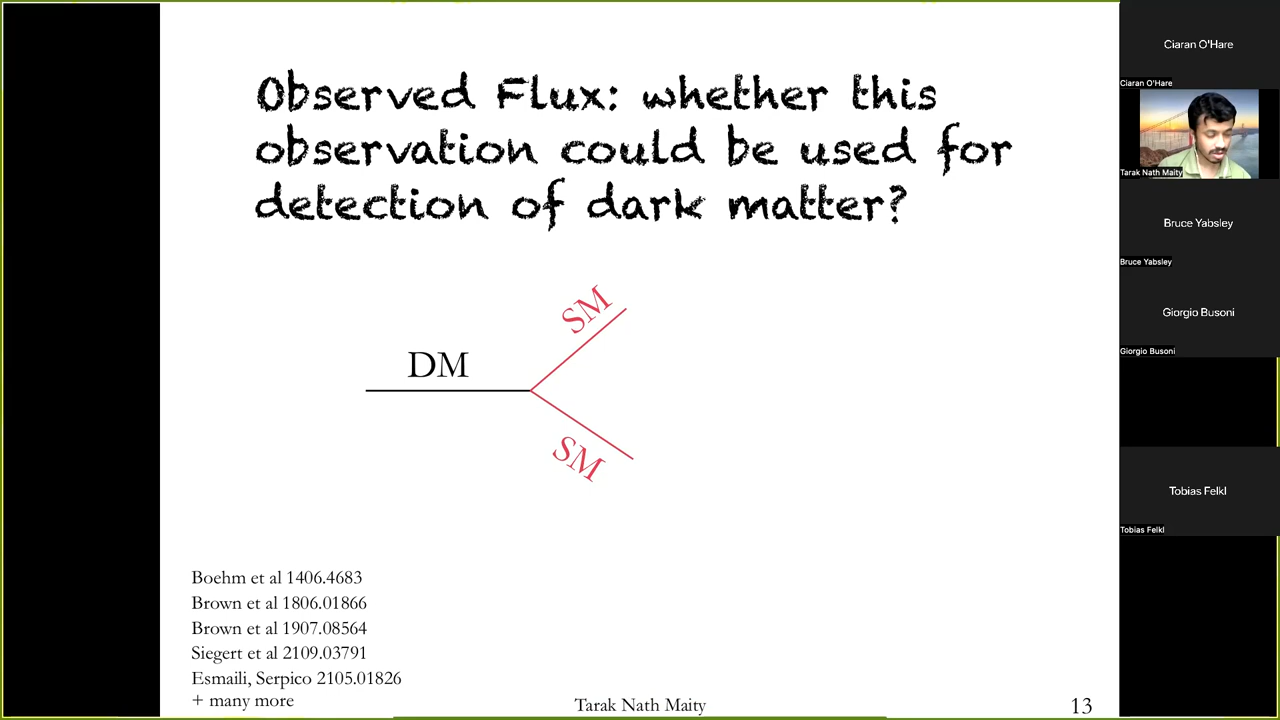 Observed Flux: whether this
observation could be used for
detection of dark matter?
DM
SM
SM
Boehm et al 1406.4683
Brown et al 1806.01866
Brown et al 1907.08564
Siegert et al 2109.03791
Esmaili, Serpico 2105.01826
+ many more
Tarak Nath Maity
13
Ciaran O'Hare
Ciaran O'Hare
Tarak Nath Maity
Bruce Yabsley
Bruce Yabsley
Giorgio Busoni
Giorgio Busoni
Tobias Felkl
Tobias Felkl